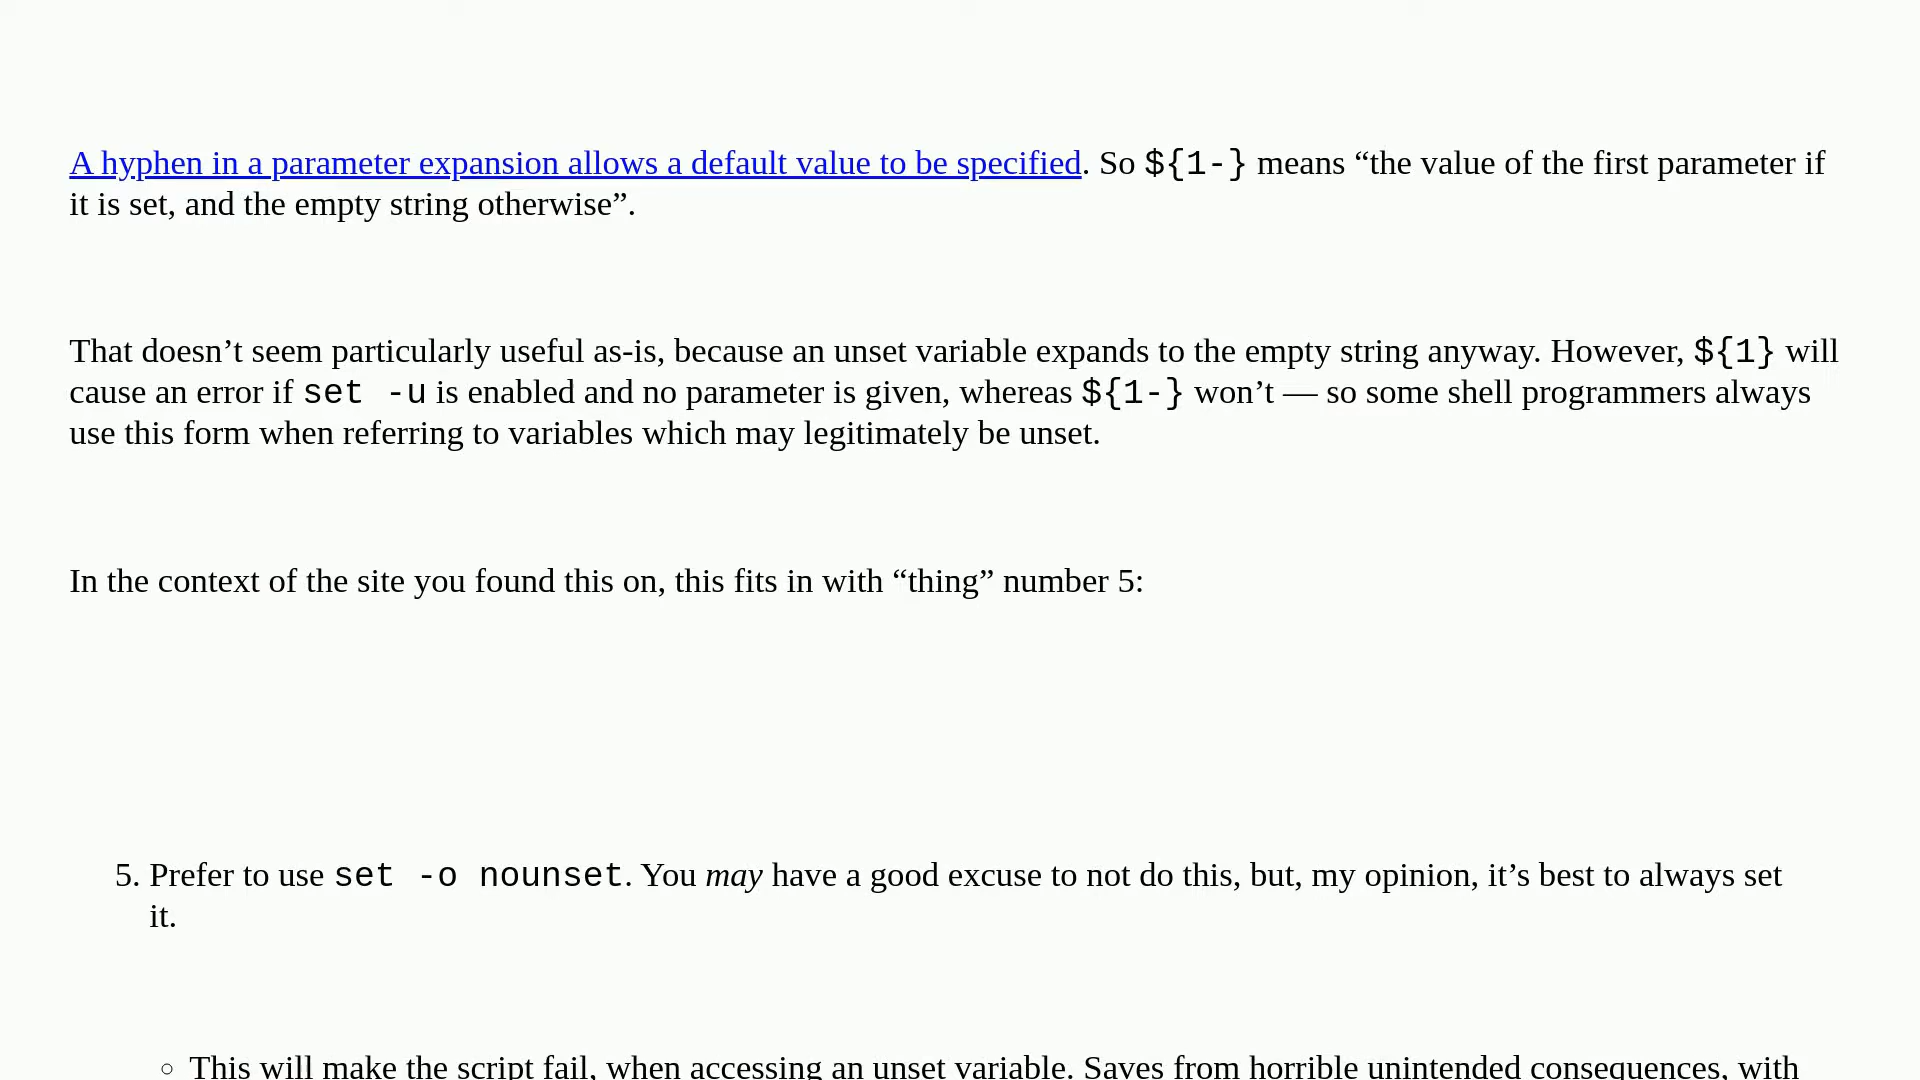 A hyphen in a parameter expansion allows a default value to be specified. So ${1-} means “the value of the first parameter if
it is set, and the empty string otherwise”.
That doesn’t seem particularly useful as-is, because an unset variable expands to the empty string anyway. However, ${1} will
cause an error if set -u is enabled and no parameter is given, whereas ${1-} won’t — so some shell programmers always
use this form when referring to variables which may legitimately be unset.
In the context of the site you found this on, this fits in with “thing” number 5:
5. Prefer to use set -o nounset. You may have a good excuse to not do this, but, my opinion, it’s best to always set
it.
◦ This will make the script fail, when accessing an unset variable. Saves from horrible unintended consequences, with